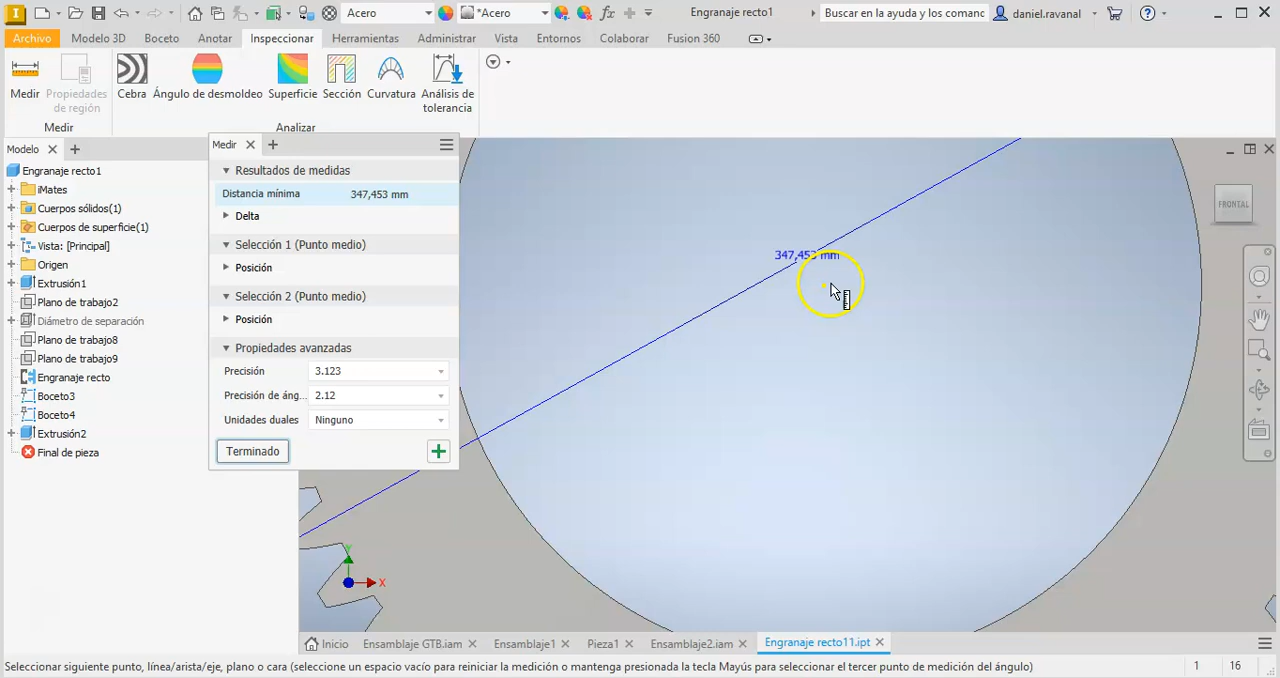 Acero
*Acero
Engranaje recto1
Buscar en la ayuda y los comanc
daniel.ravanal
Archivo
Modelo 3D
Boceto
Anotar
Inspeccionar
Herramientas
Administrar
Vista
Entornos
Colaborar
Fusion 360
Medir
Propiedades de región
Cebra
Ángulo de desmoldeo
Superficie
Sección
Curvatura
Análisis de tolerancia
Medir
Analizar
Modelo
Engranaje recto1
iMates
Cuerpos sólidos(1)
Cuerpos de superficie(1)
Vista: [Principal]
Origen
Extrusión1
Plano de trabajo2
Diámetro de separación
Plano de trabajo8
Plano de trabajo9
Engranaje recto
Boceto3
Boceto4
Extrusión2
Final de pieza
Medir
Resultados de medidas
Distancia mínima 347,453 mm
Delta
Selección 1 (Punto medio)
Posición
Selección 2 (Punto medio)
Posición
Propiedades avanzadas
Precisión 3.123
Precisión de áng... 2.12
Unidades duales Ninguno
Terminado
347,453 mm
FRONTAL
Y
X
Inicio
Ensamblaje GTB.iam
Ensamblaje1
Pieza1
Ensamblaje2.iam
Engranaje recto11.ipt
Seleccionar siguiente punto, línea/arista/eje, plano o cara (seleccione un espacio vacío para reiniciar la medición o mantenga presionada la tecla Mayús para seleccionar el tercer punto de medición del ángulo)
1 16